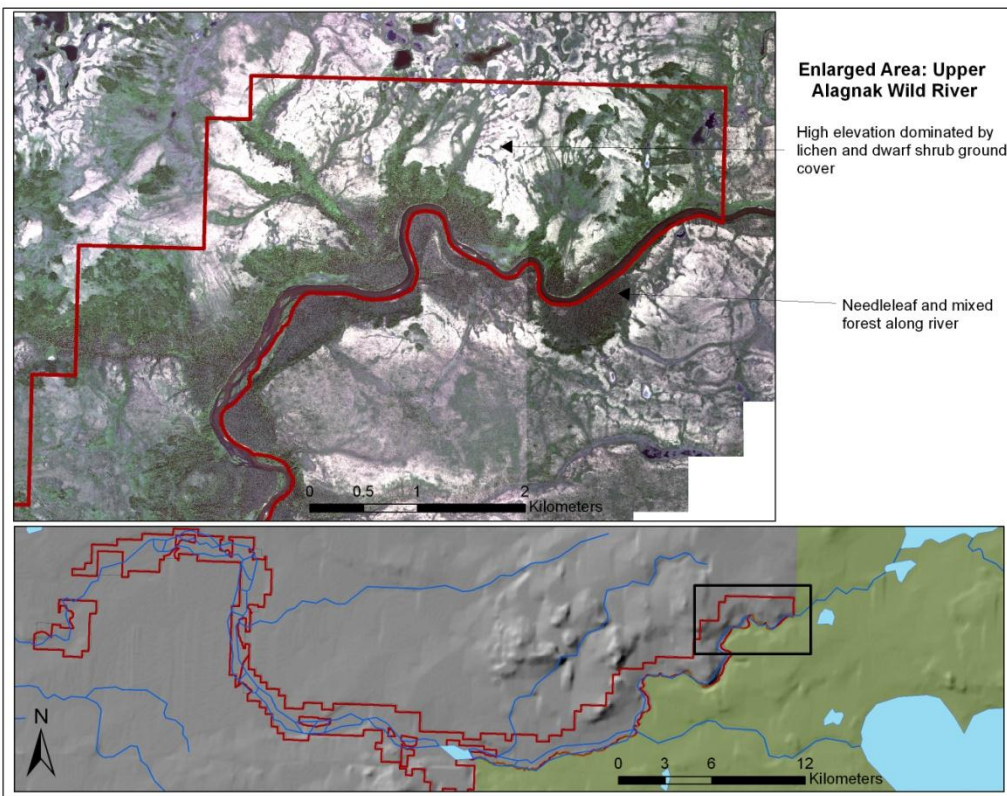 Enlarged Area: Upper
Alagnak Wild River
High elevation dominated by
lichen and dwarf shrub ground
cover
Needleleaf and mixed
forest along river
0 0.5 1 2
Kilometers
N
0 3 6 12
Kilometers